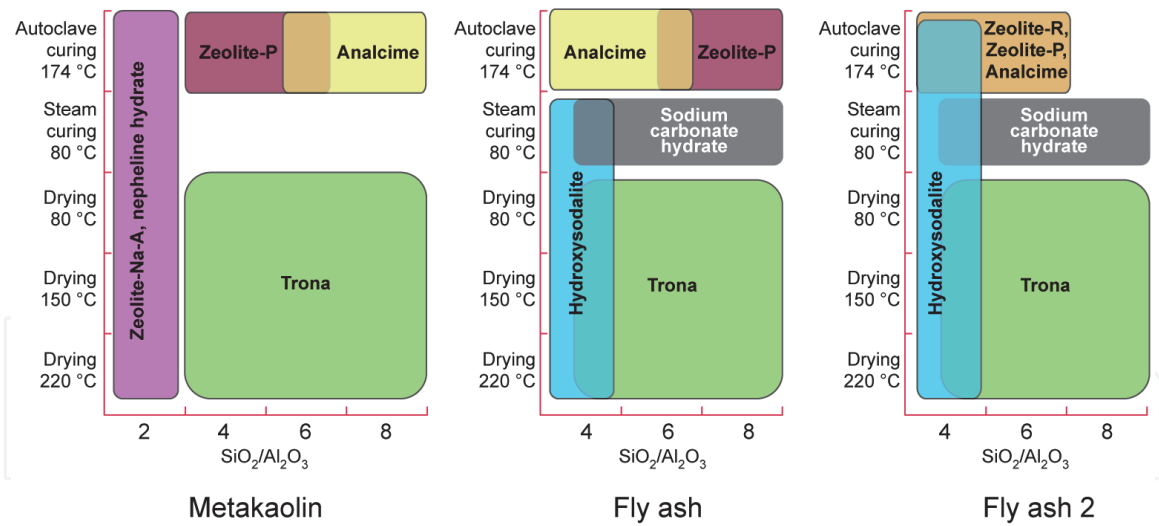 Autoclave
curing
174 °C
Steam
curing
80 °C
Drying
80 °C
Drying
150 °C
Drying
220 °C
Zeolite-Na-A, nepheline hydrate
Zeolite-P
Analcime
Trona
2
4
6
8
SiO₂/Al₂O₃
Metakaolin
Autoclave
curing
174 °C
Steam
curing
80 °C
Drying
80 °C
Drying
150 °C
Drying
220 °C
Analcime
Zeolite-P
Sodium
carbonate
hydrate
Hydroxysodalite
Trona
4
6
8
SiO₂/Al₂O₃
Fly ash
Autoclave
curing
174 °C
Steam
curing
80 °C
Drying
80 °C
Drying
150 °C
Drying
220 °C
Zeolite-R,
Zeolite-P,
Analcime
Sodium
carbonate
hydrate
Hydroxysodalite
Trona
4
6
8
SiO₂/Al₂O₃
Fly ash 2